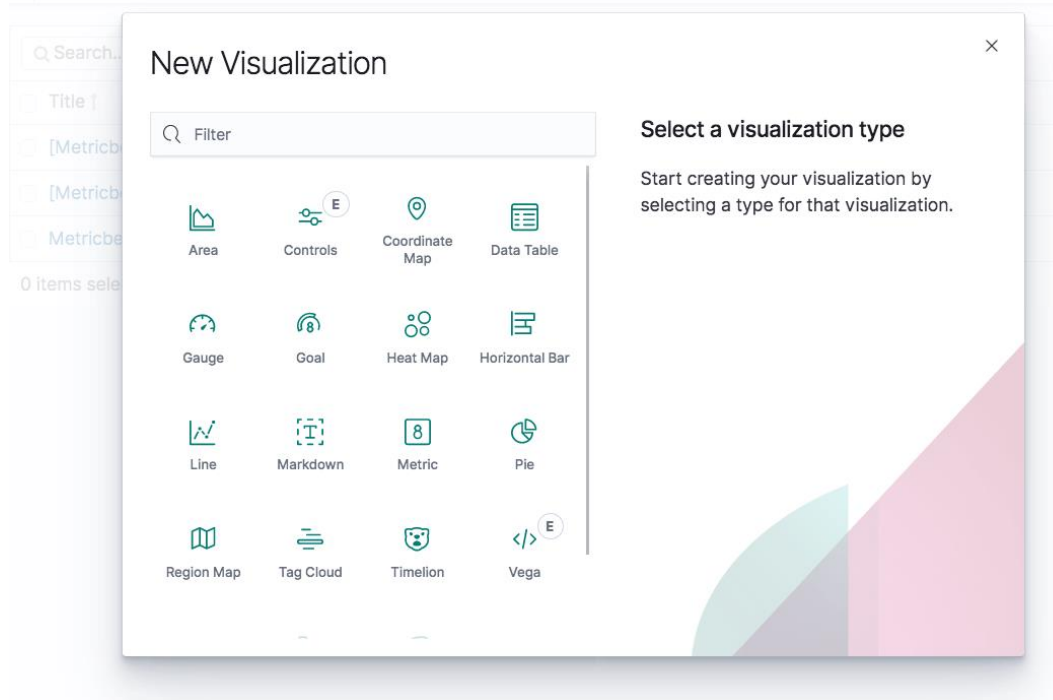 Search...
Title
[Metricb
[Metricb
Metricbe
0 items sele
New Visualization
Filter
Area
E
Controls
Coordinate
Map
Data Table
Gauge
8
Goal
Heat Map
Horizontal Bar
Line
T
Markdown
8
Metric
Pie
Region Map
Tag Cloud
Timelion
</>
E
Vega
Select a visualization type
Start creating your visualization by
selecting a type for that visualization.